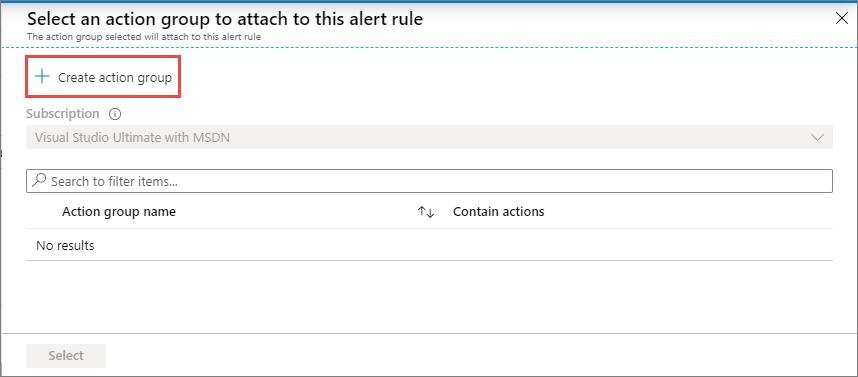 Select an action group to attach to this alert rule
The action group selected will attach to this alert rule
Create action group
Subscription
Visual Studio Ultimate with MSDN
Search to filter items...
Action group name Contain actions
No results
Select